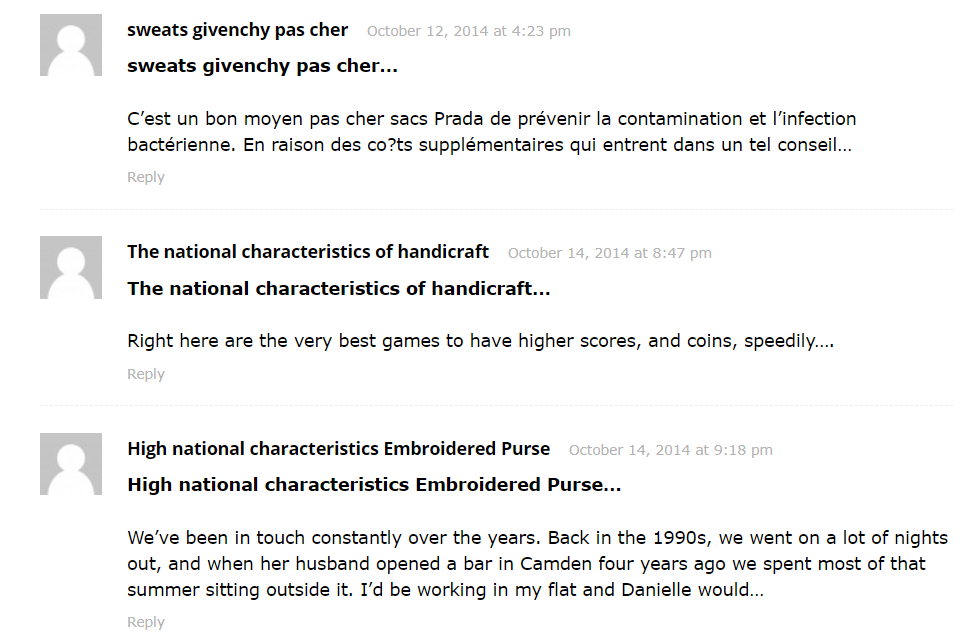 sweats givenchy pas cher October 12, 2014 at 4:23 pm
sweats givenchy pas cher...
C’est un bon moyen pas cher sacs Prada de prévenir la contamination et l’infection
bactérienne. En raison des co?ts supplémentaires qui entrent dans un tel conseil...
Reply
The national characteristics of handicraft October 14, 2014 at 8:47 pm
The national characteristics of handicraft...
Right here are the very best games to have higher scores, and coins, speedily....
Reply
High national characteristics Embroidered Purse October 14, 2014 at 9:18 pm
High national characteristics Embroidered Purse...
We’ve been in touch constantly over the years. Back in the 1990s, we went on a lot of nights
out, and when her husband opened a bar in Camden four years ago we spent most of that
summer sitting outside it. I’d be working in my flat and Danielle would...
Reply